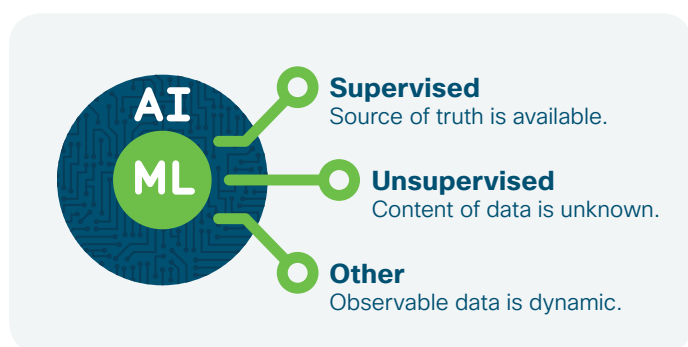 AI
ML
Supervised
Source of truth is available.
Unsupervised
Content of data is unknown.
Other
Observable data is dynamic.